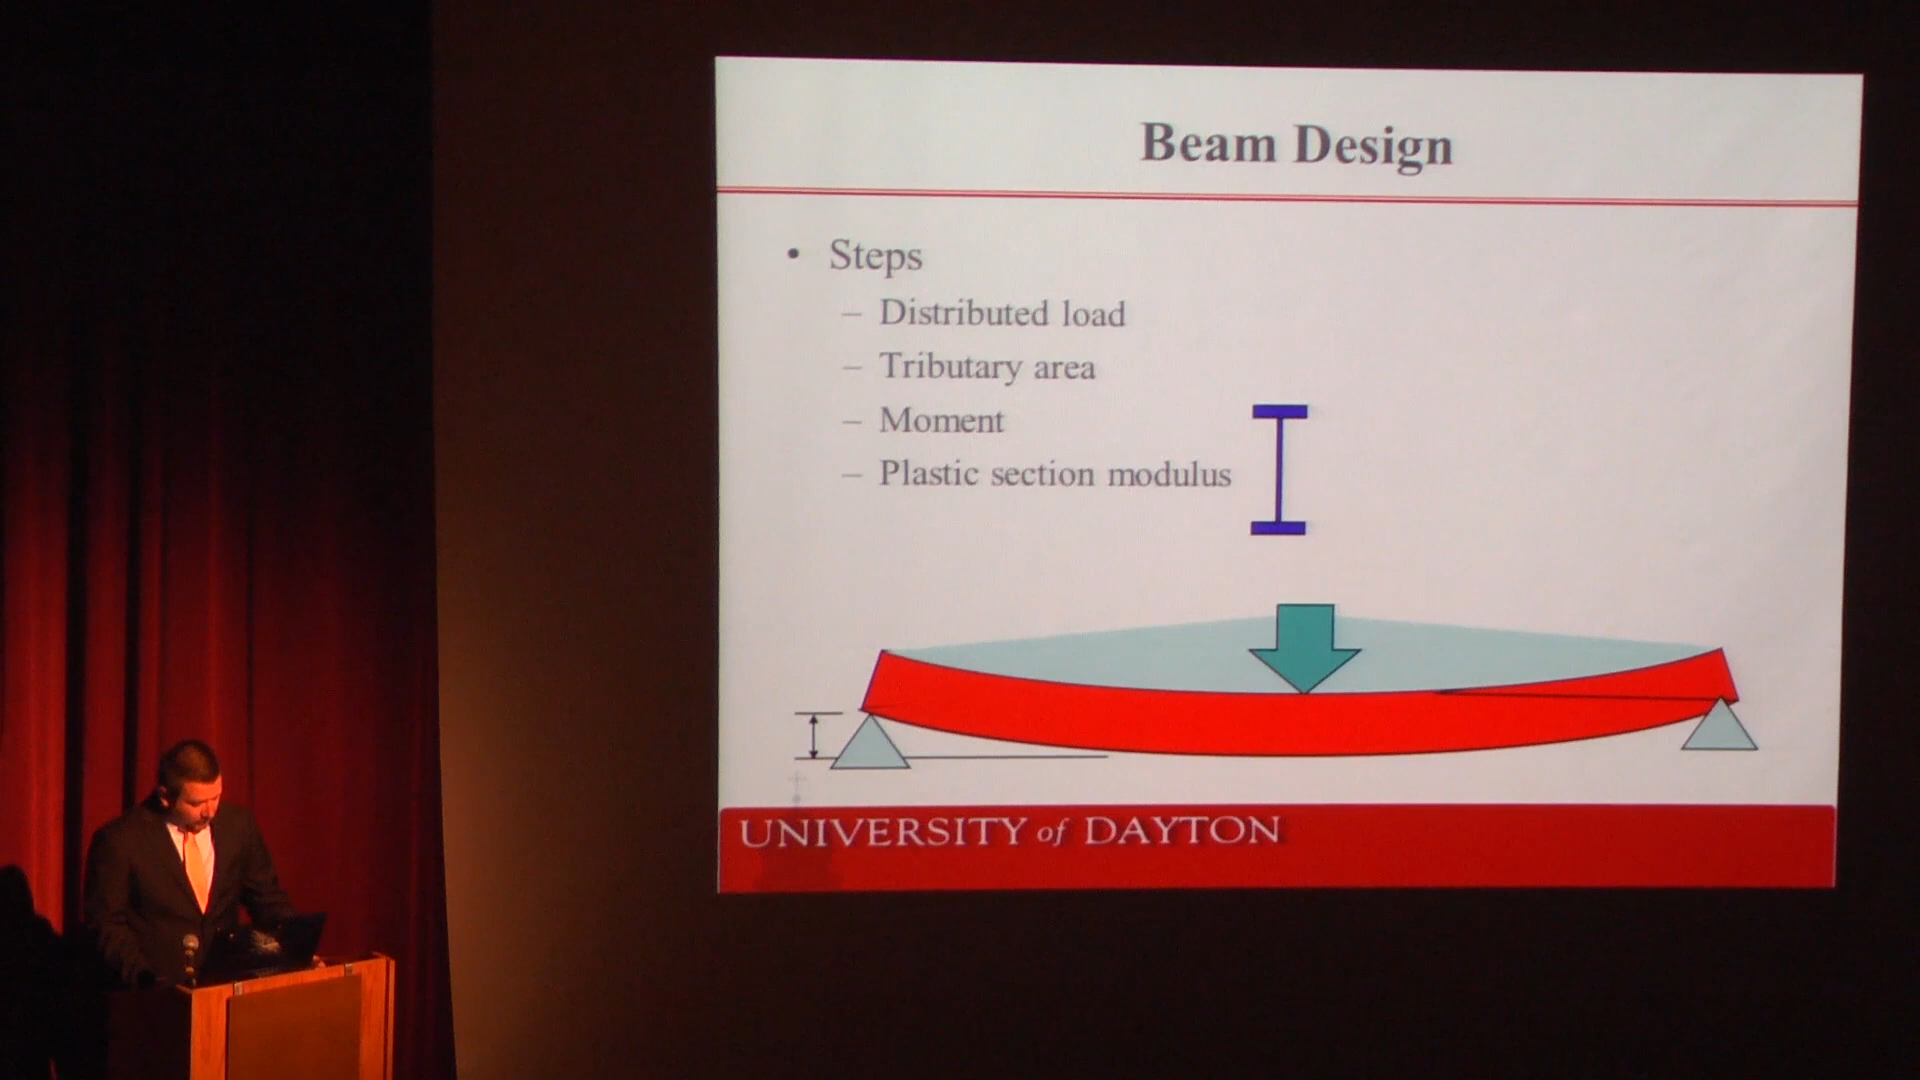 Beam Design
• Steps
– Distributed load
– Tributary area
– Moment
– Plastic section modulus
UNIVERSITY of DAYTON